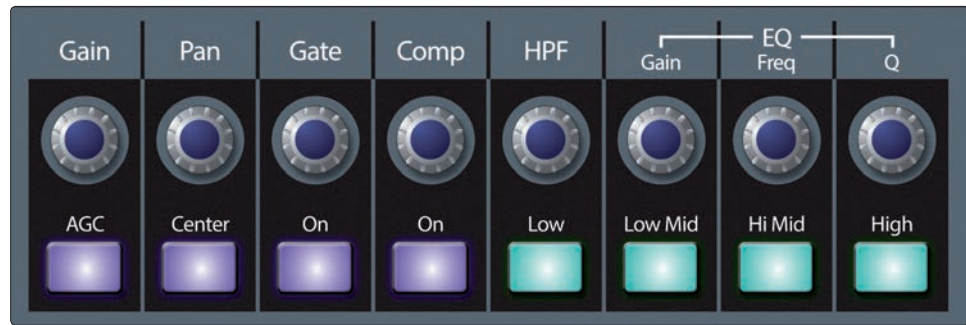 EQ
Gain Pan Gate Comp HPF Gain Freq Q
AGC Center On On Low Low Mid Hi Mid High